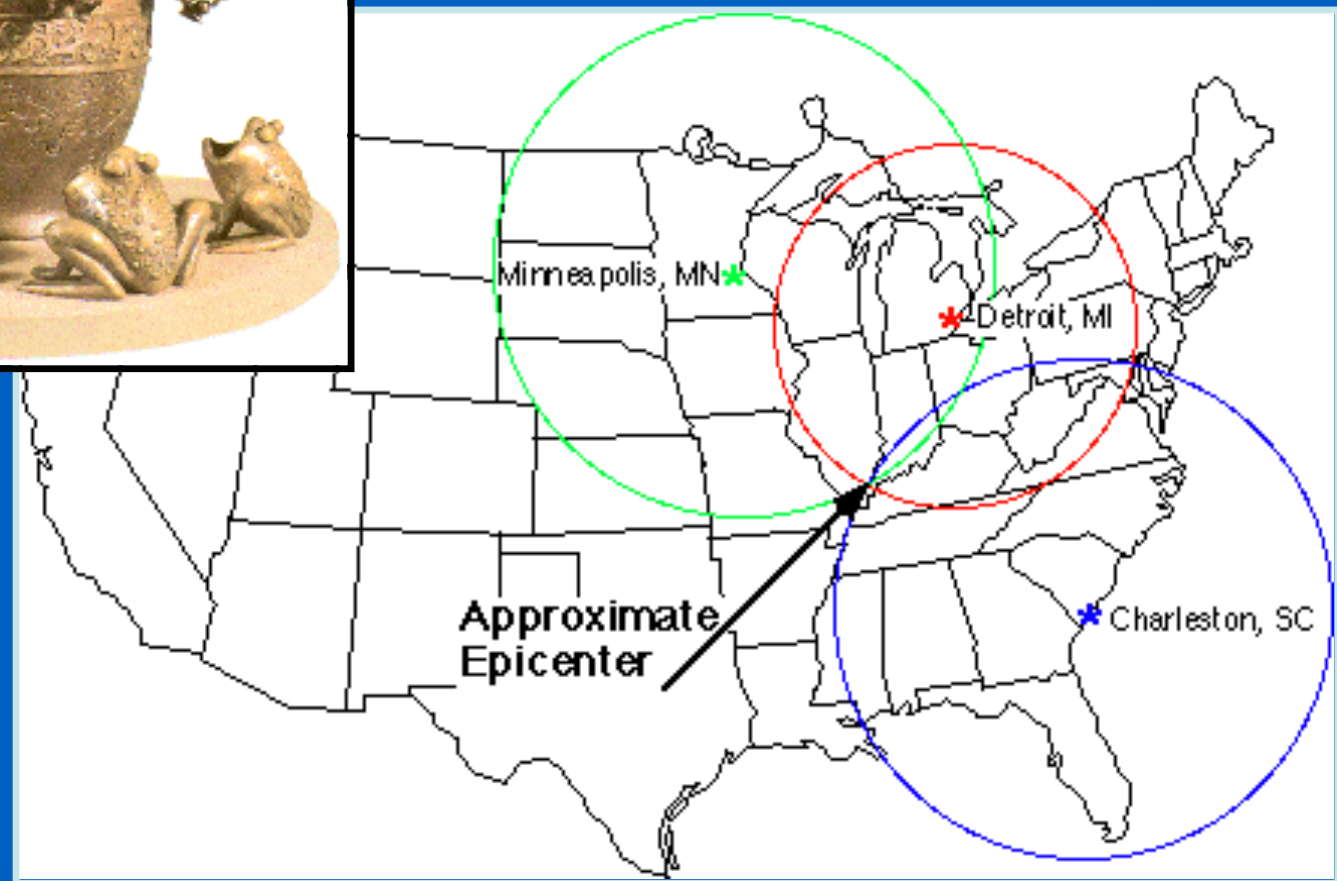 Minneapolis, MN
Detroit, MI
Approximate
Epicenter
Charleston, SC